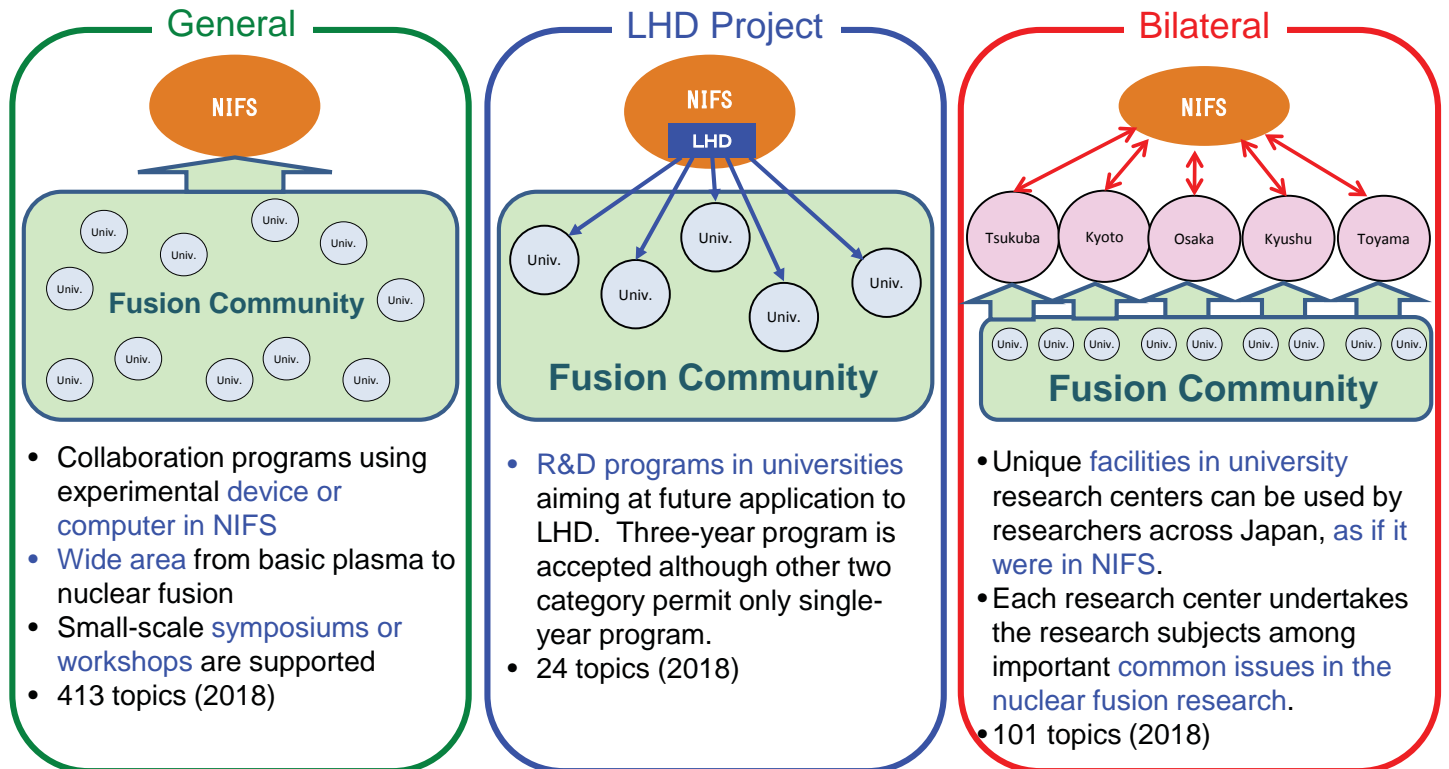 General
NIFS
Univ.
Univ.
Univ.
Univ.
Univ.
Univ.
Fusion Community
Univ.
Univ.
Univ.
Univ.
Univ.
• Collaboration programs using
experimental device or
computer in NIFS
• Wide area from basic plasma to
nuclear fusion
• Small-scale symposiums or
workshops are supported
• 413 topics (2018)
LHD Project
NIFS
LHD
Univ.
Univ.
Univ.
Univ.
Univ.
Fusion Community
• R&D programs in universities
aiming at future application to
LHD. Three-year program is
accepted although other two
category permit only single-
year program.
• 24 topics (2018)
Bilateral
NIFS
Tsukuba Kyoto Osaka Kyushu Toyama
Univ. Univ. Univ. Univ. Univ. Univ. Univ. Univ. Univ.
Fusion Community
• Unique facilities in university
research centers can be used by
researchers across Japan, as if it
were in NIFS.
• Each research center undertakes
the research subjects among
important common issues in the
nuclear fusion research.
• 101 topics (2018)